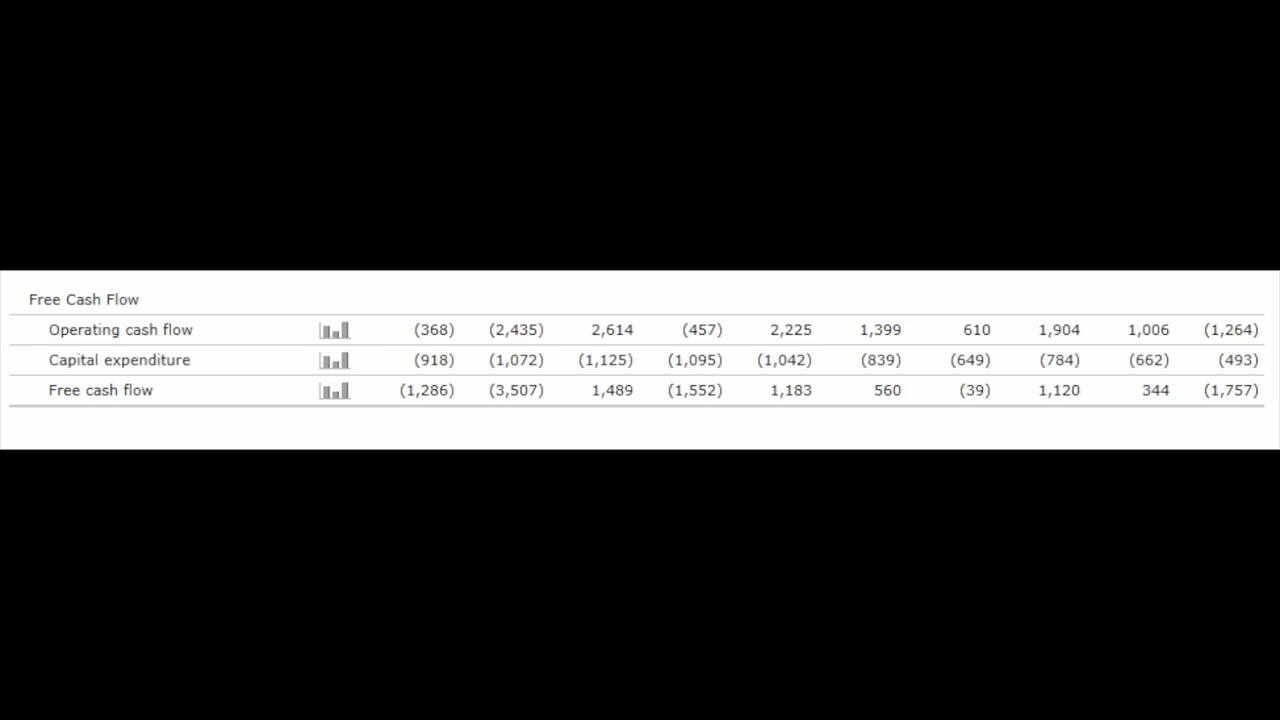 Free Cash Flow
Operating cash flow (368) (2,435) 2,614 (457) 2,225 1,399 610 1,904 1,006 (1,264)
Capital expenditure (918) (1,072) (1,125) (1,095) (1,042) (839) (649) (784) (662) (493)
Free cash flow (1,286) (3,507) 1,489 (1,552) 1,183 560 (39) 1,120 344 (1,757)